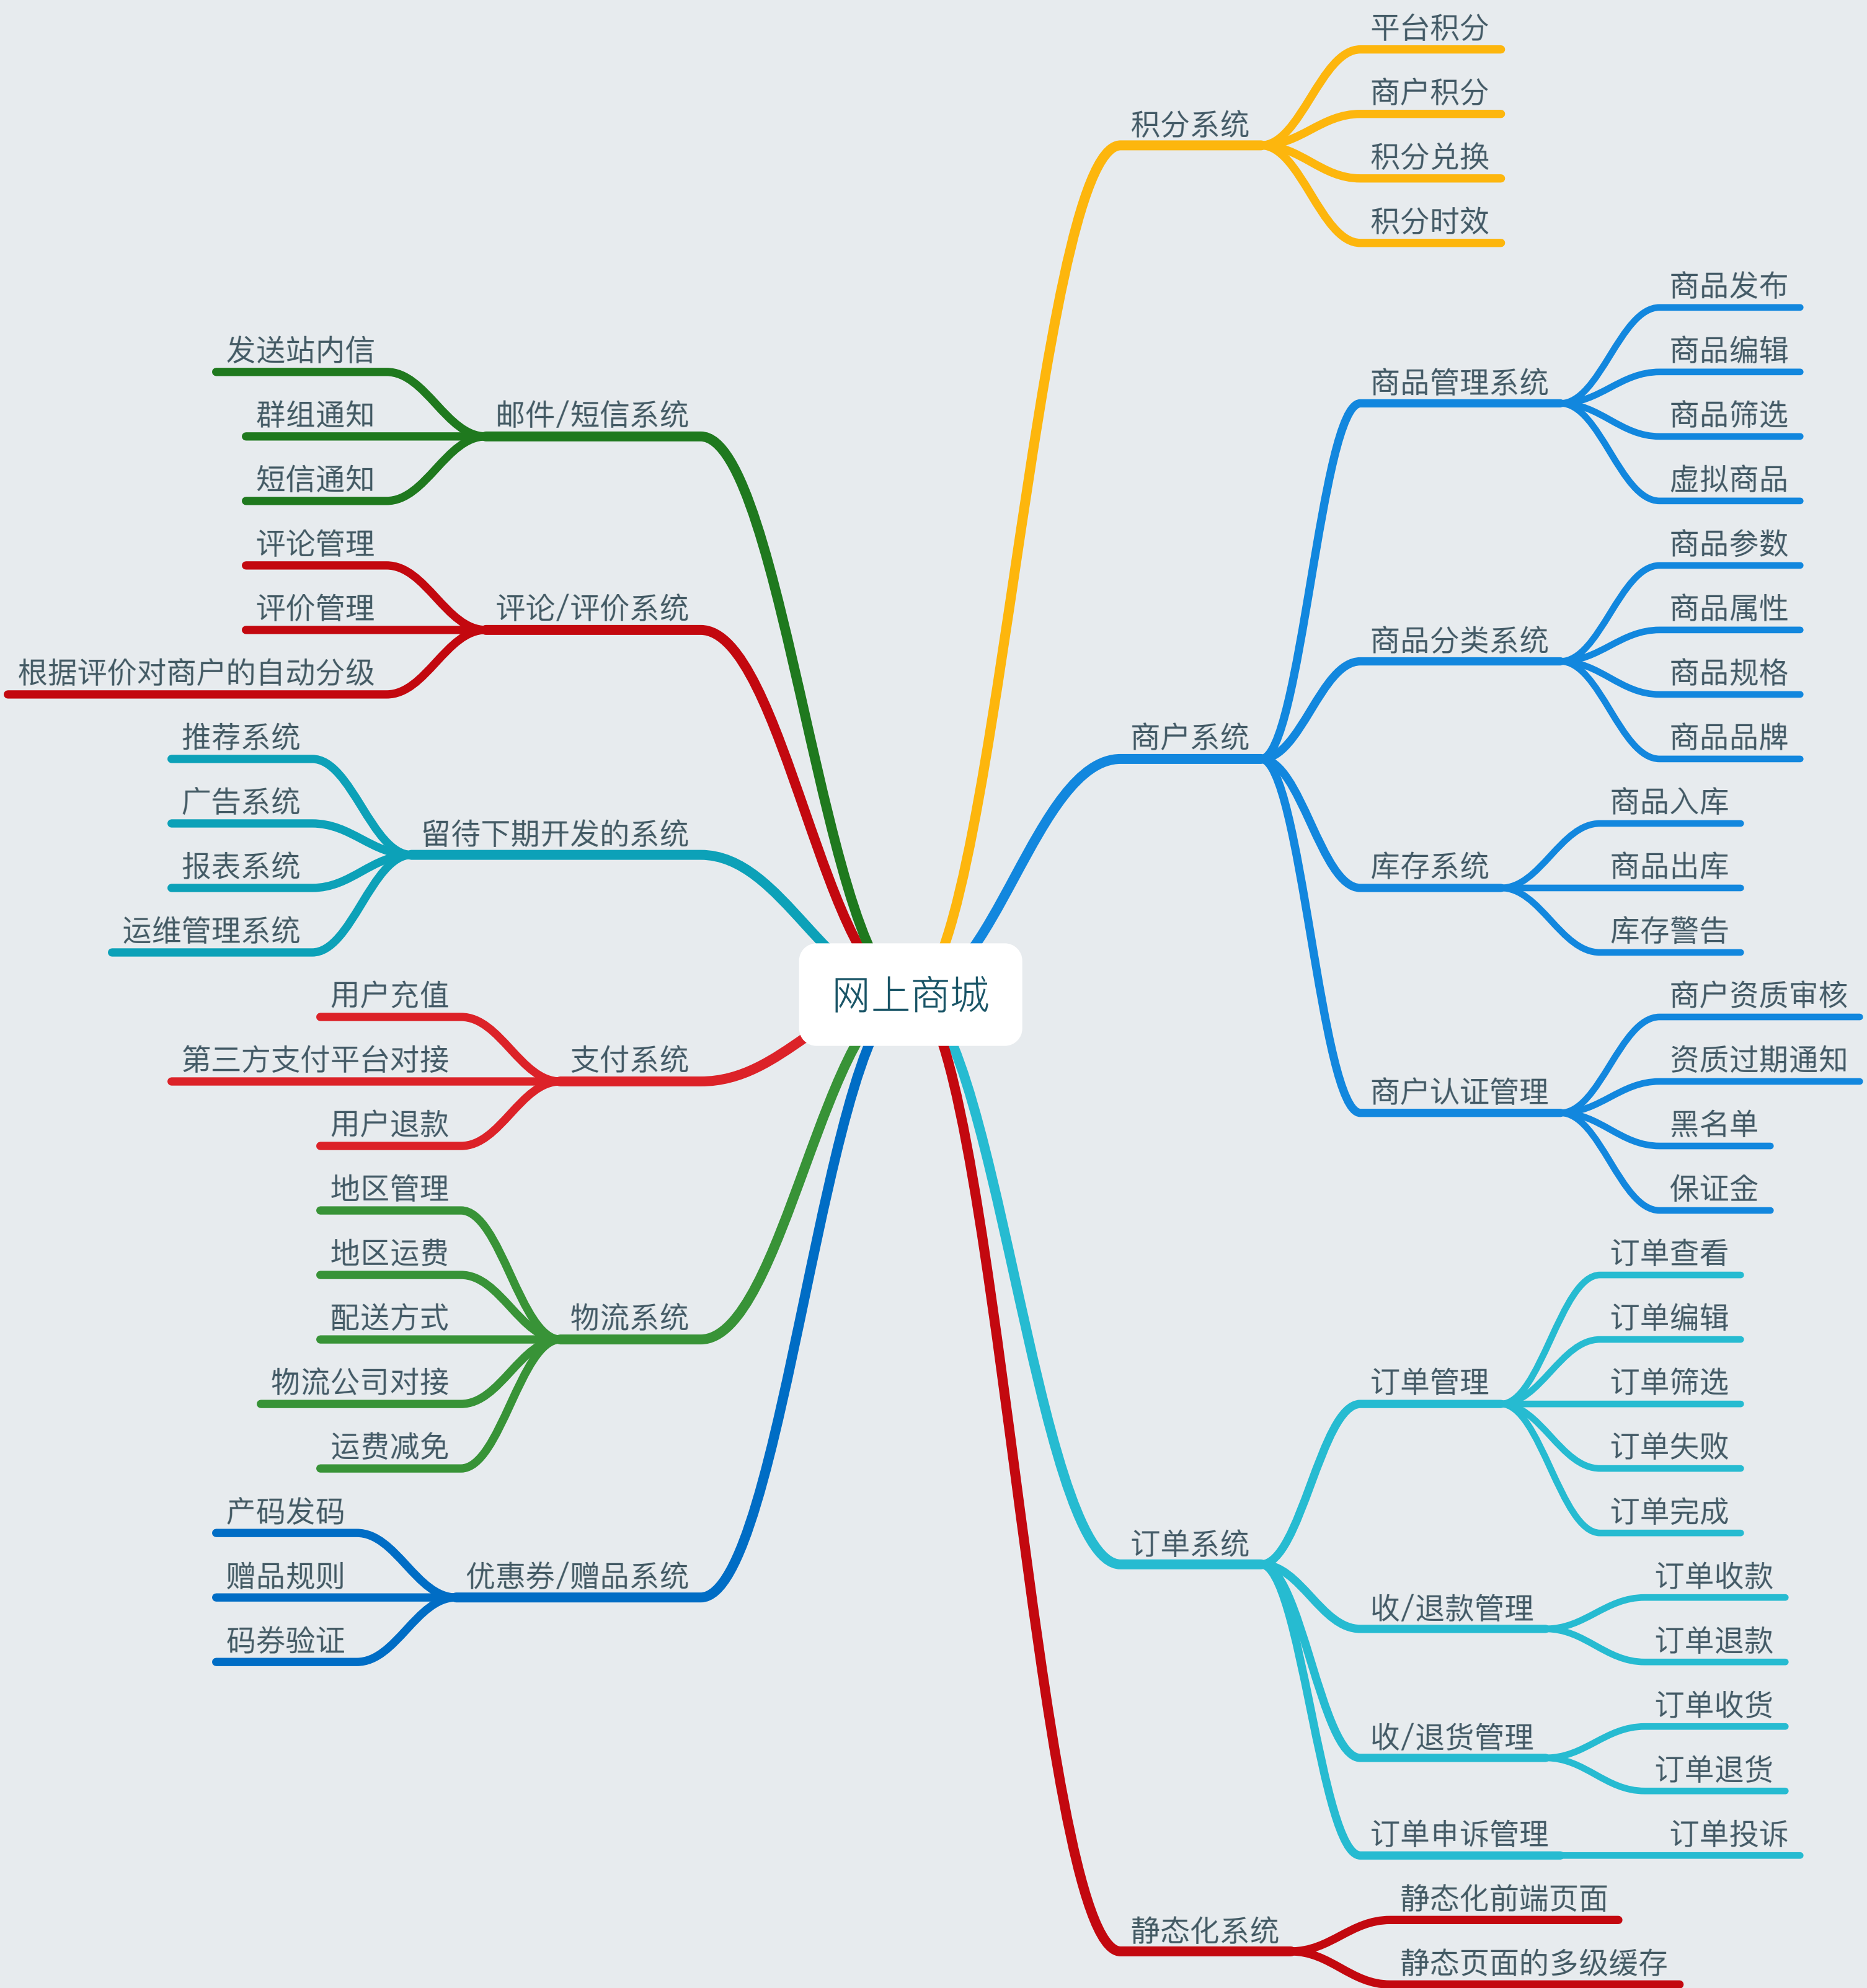 网上商城
积分系统
平台积分
商户积分
积分兑换
积分时效
商户系统
商品管理系统
商品发布
商品编辑
商品筛选
虚拟商品
商品分类系统
商品参数
商品属性
商品规格
商品品牌
库存系统
商品入库
商品出库
库存警告
商户认证管理
商户资质审核
资质过期通知
黑名单
保证金
订单系统
订单管理
订单查看
订单编辑
订单筛选
订单失败
订单完成
收/退款管理
订单收款
订单退款
收/退货管理
订单收货
订单退货
订单申诉管理
订单投诉
静态化系统
静态化前端页面
静态页面的多级缓存
邮件/短信系统
发送站内信
群组通知
短信通知
评论/评价系统
评论管理
评价管理
根据评价对商户的自动分级
留待下期开发的系统
推荐系统
广告系统
报表系统
运维管理系统
支付系统
用户充值
第三方支付平台对接
用户退款
物流系统
地区管理
地区运费
配送方式
物流公司对接
运费减免
优惠券/赠品系统
产码发码
赠品规则
码券验证